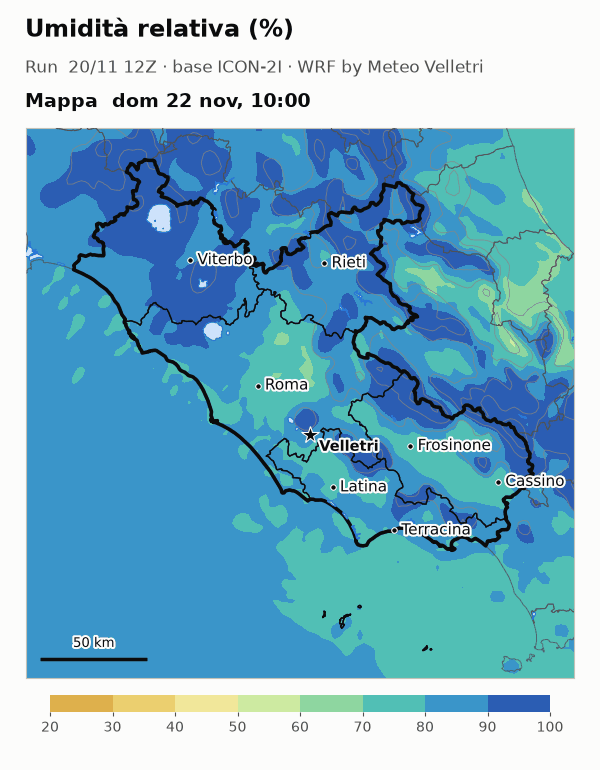 Umidità relativa (%)
Run  20/11 12Z · base ICON-2I · WRF by Meteo Velletri
Mappa  dom 22 nov, 10:00
Viterbo
Rieti
Roma
Velletri
Frosinone
Cassino
Latina
Terracina
50 km
20 30 40 50 60 70 80 90 100